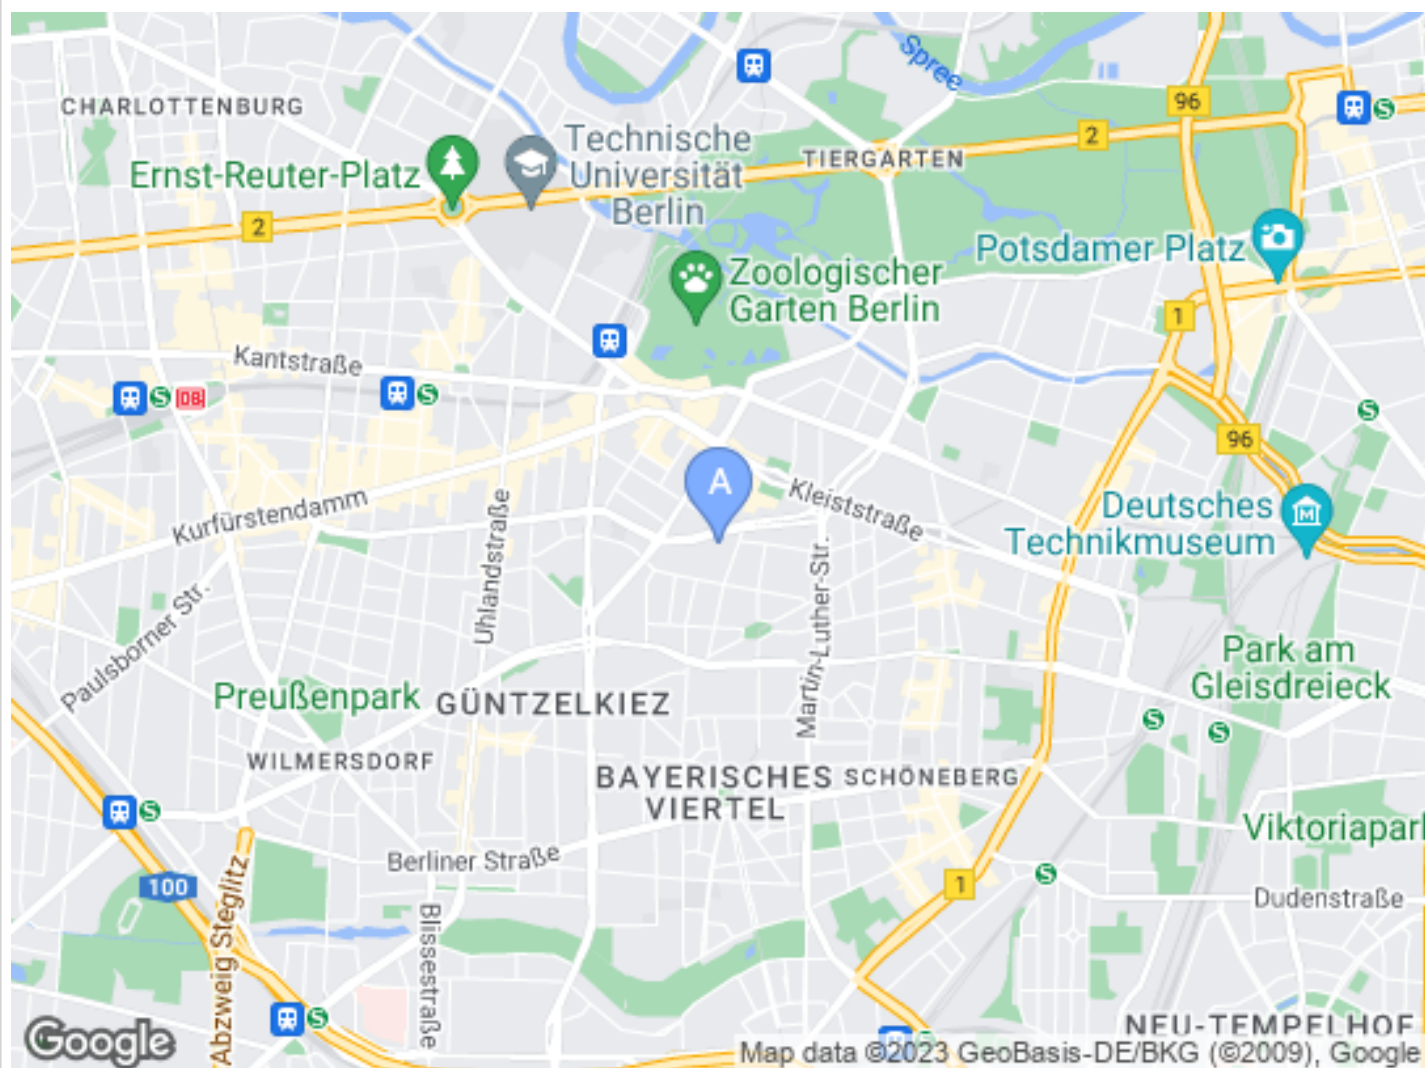 Spree
96
CHARLOTTENBURG
S
2
Technische
Universität
Berlin
TIERGARTEN
Ernst-Reuter-Platz
2
Potsdamer Platz
Zoologischer
Garten Berlin
1
Kantstraße
S
DB
S
S
96
A
Kleiststraße
Kurfürstendamm
Uhlandstraße
Deutsches
Technikmuseum
Martin-Luther-Str.
Paulsborner Str.
Park am
Gleisdreieck
Preußenpark
GÜNTZELKIEZ
S
S
WILMERSDORF
BAYERISCHES
VIERTEL
SCHÖNEBERG
S
Viktoriapark
Berliner Straße
100
S
1
Dudenstraße
Abzweig Steglitz
Blissestraße
S
S
NEU-TEMPELHOF
Google
Map data ©2023 GeoBasis-DE/BKG (©2009), Google